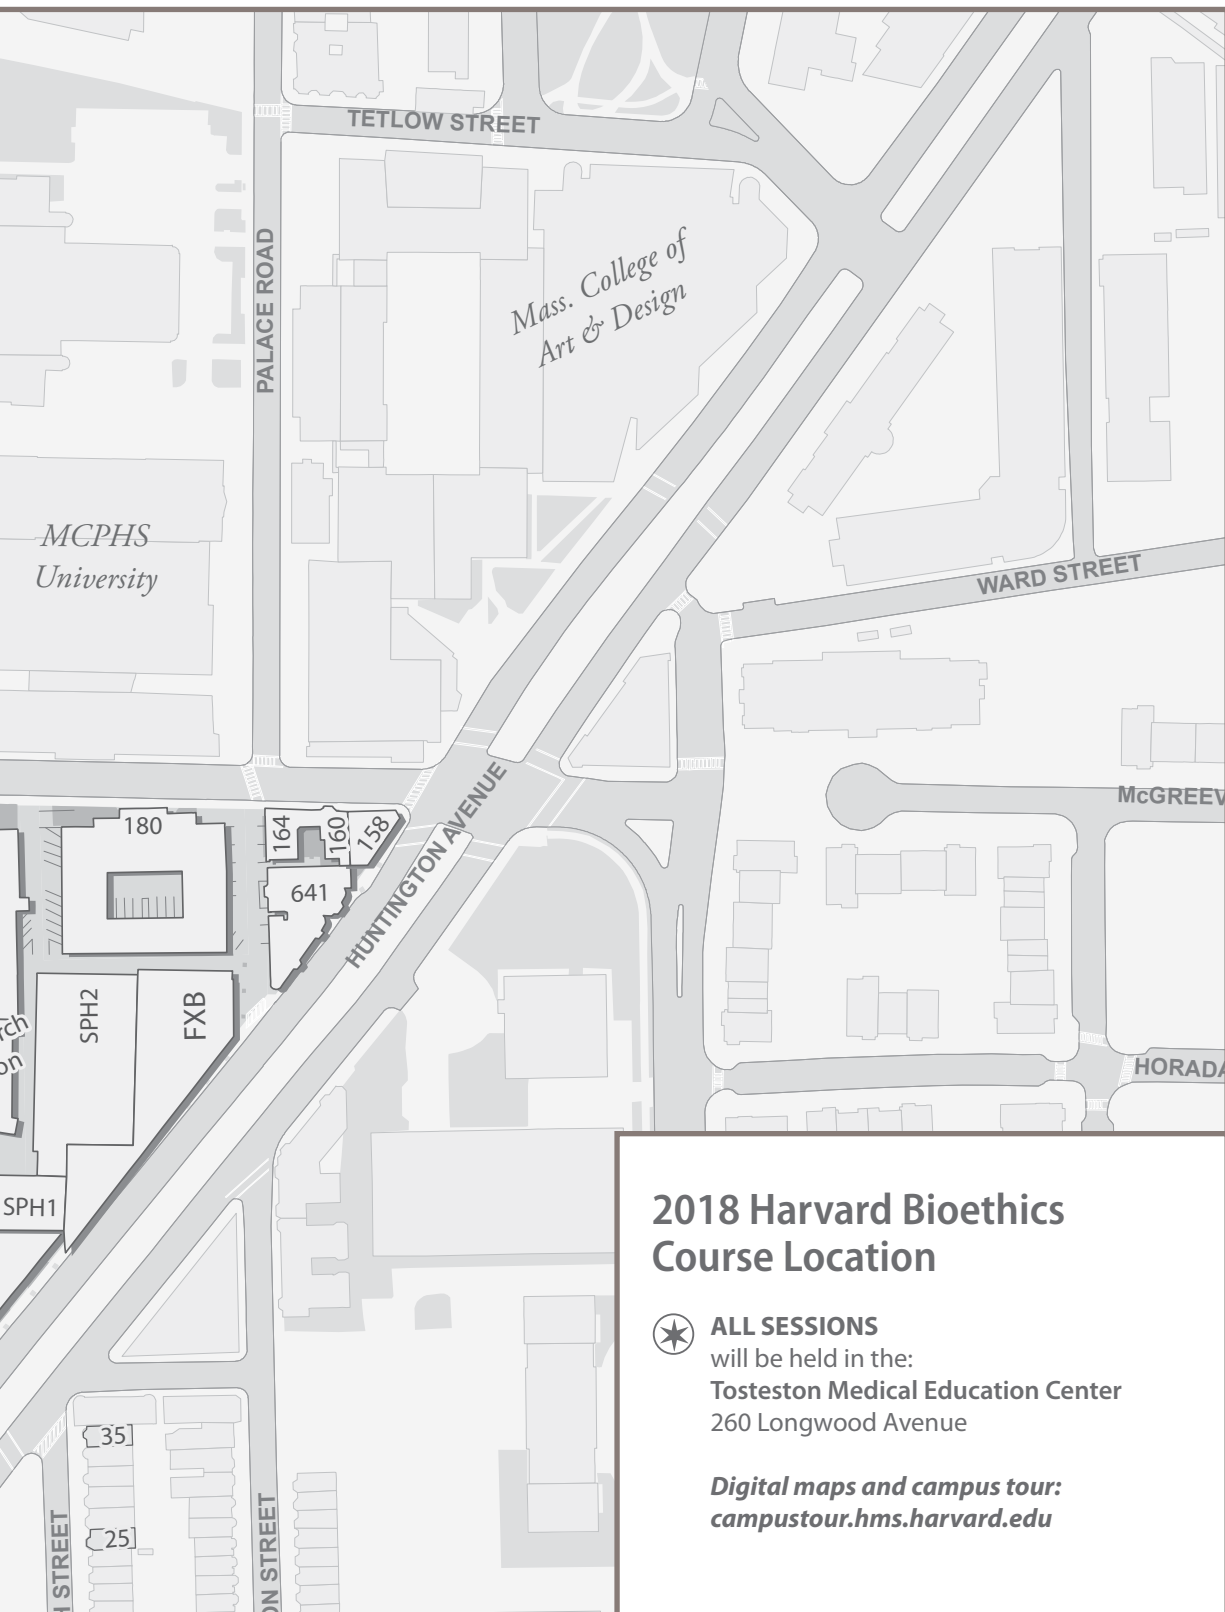 TETLOW STREET
PALACE ROAD
Mass. College of
Art & Design
MCPHS
University
WARD STREET
McGREEV
HUNTINGTON AVENUE
180
164
160
158
641
SPH2
FXB
rch
on
HORADA
SPH1
2018 Harvard Bioethics
Course Location
ALL SESSIONS
will be held in the:
Tosteston Medical Education Center
260 Longwood Avenue
Digital maps and campus tour:
campustour.hms.harvard.edu
35
25
H STREET
ON STREET